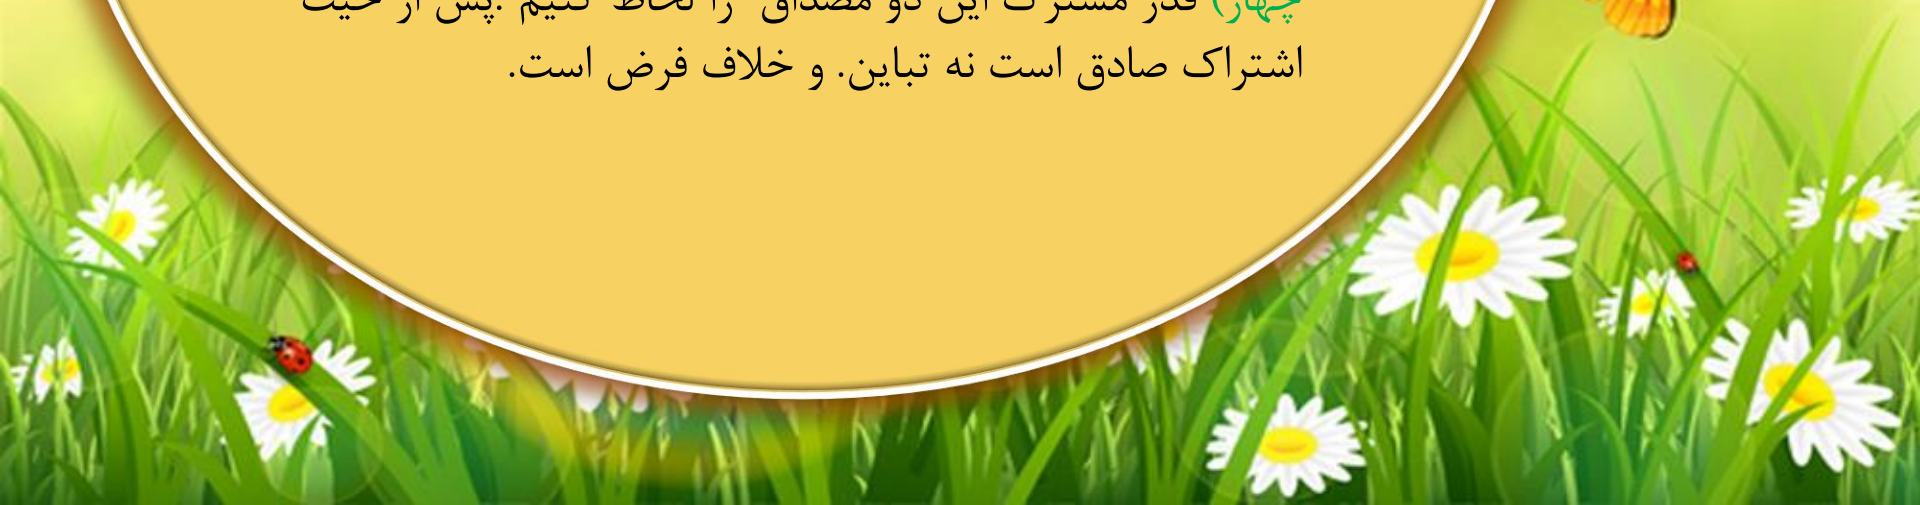 چهار) قدر مشترک این دو مصداق را لحاظ کنیم .پس از حیث
اشتراک صادق است نه تباین. و خلاف فرض است.